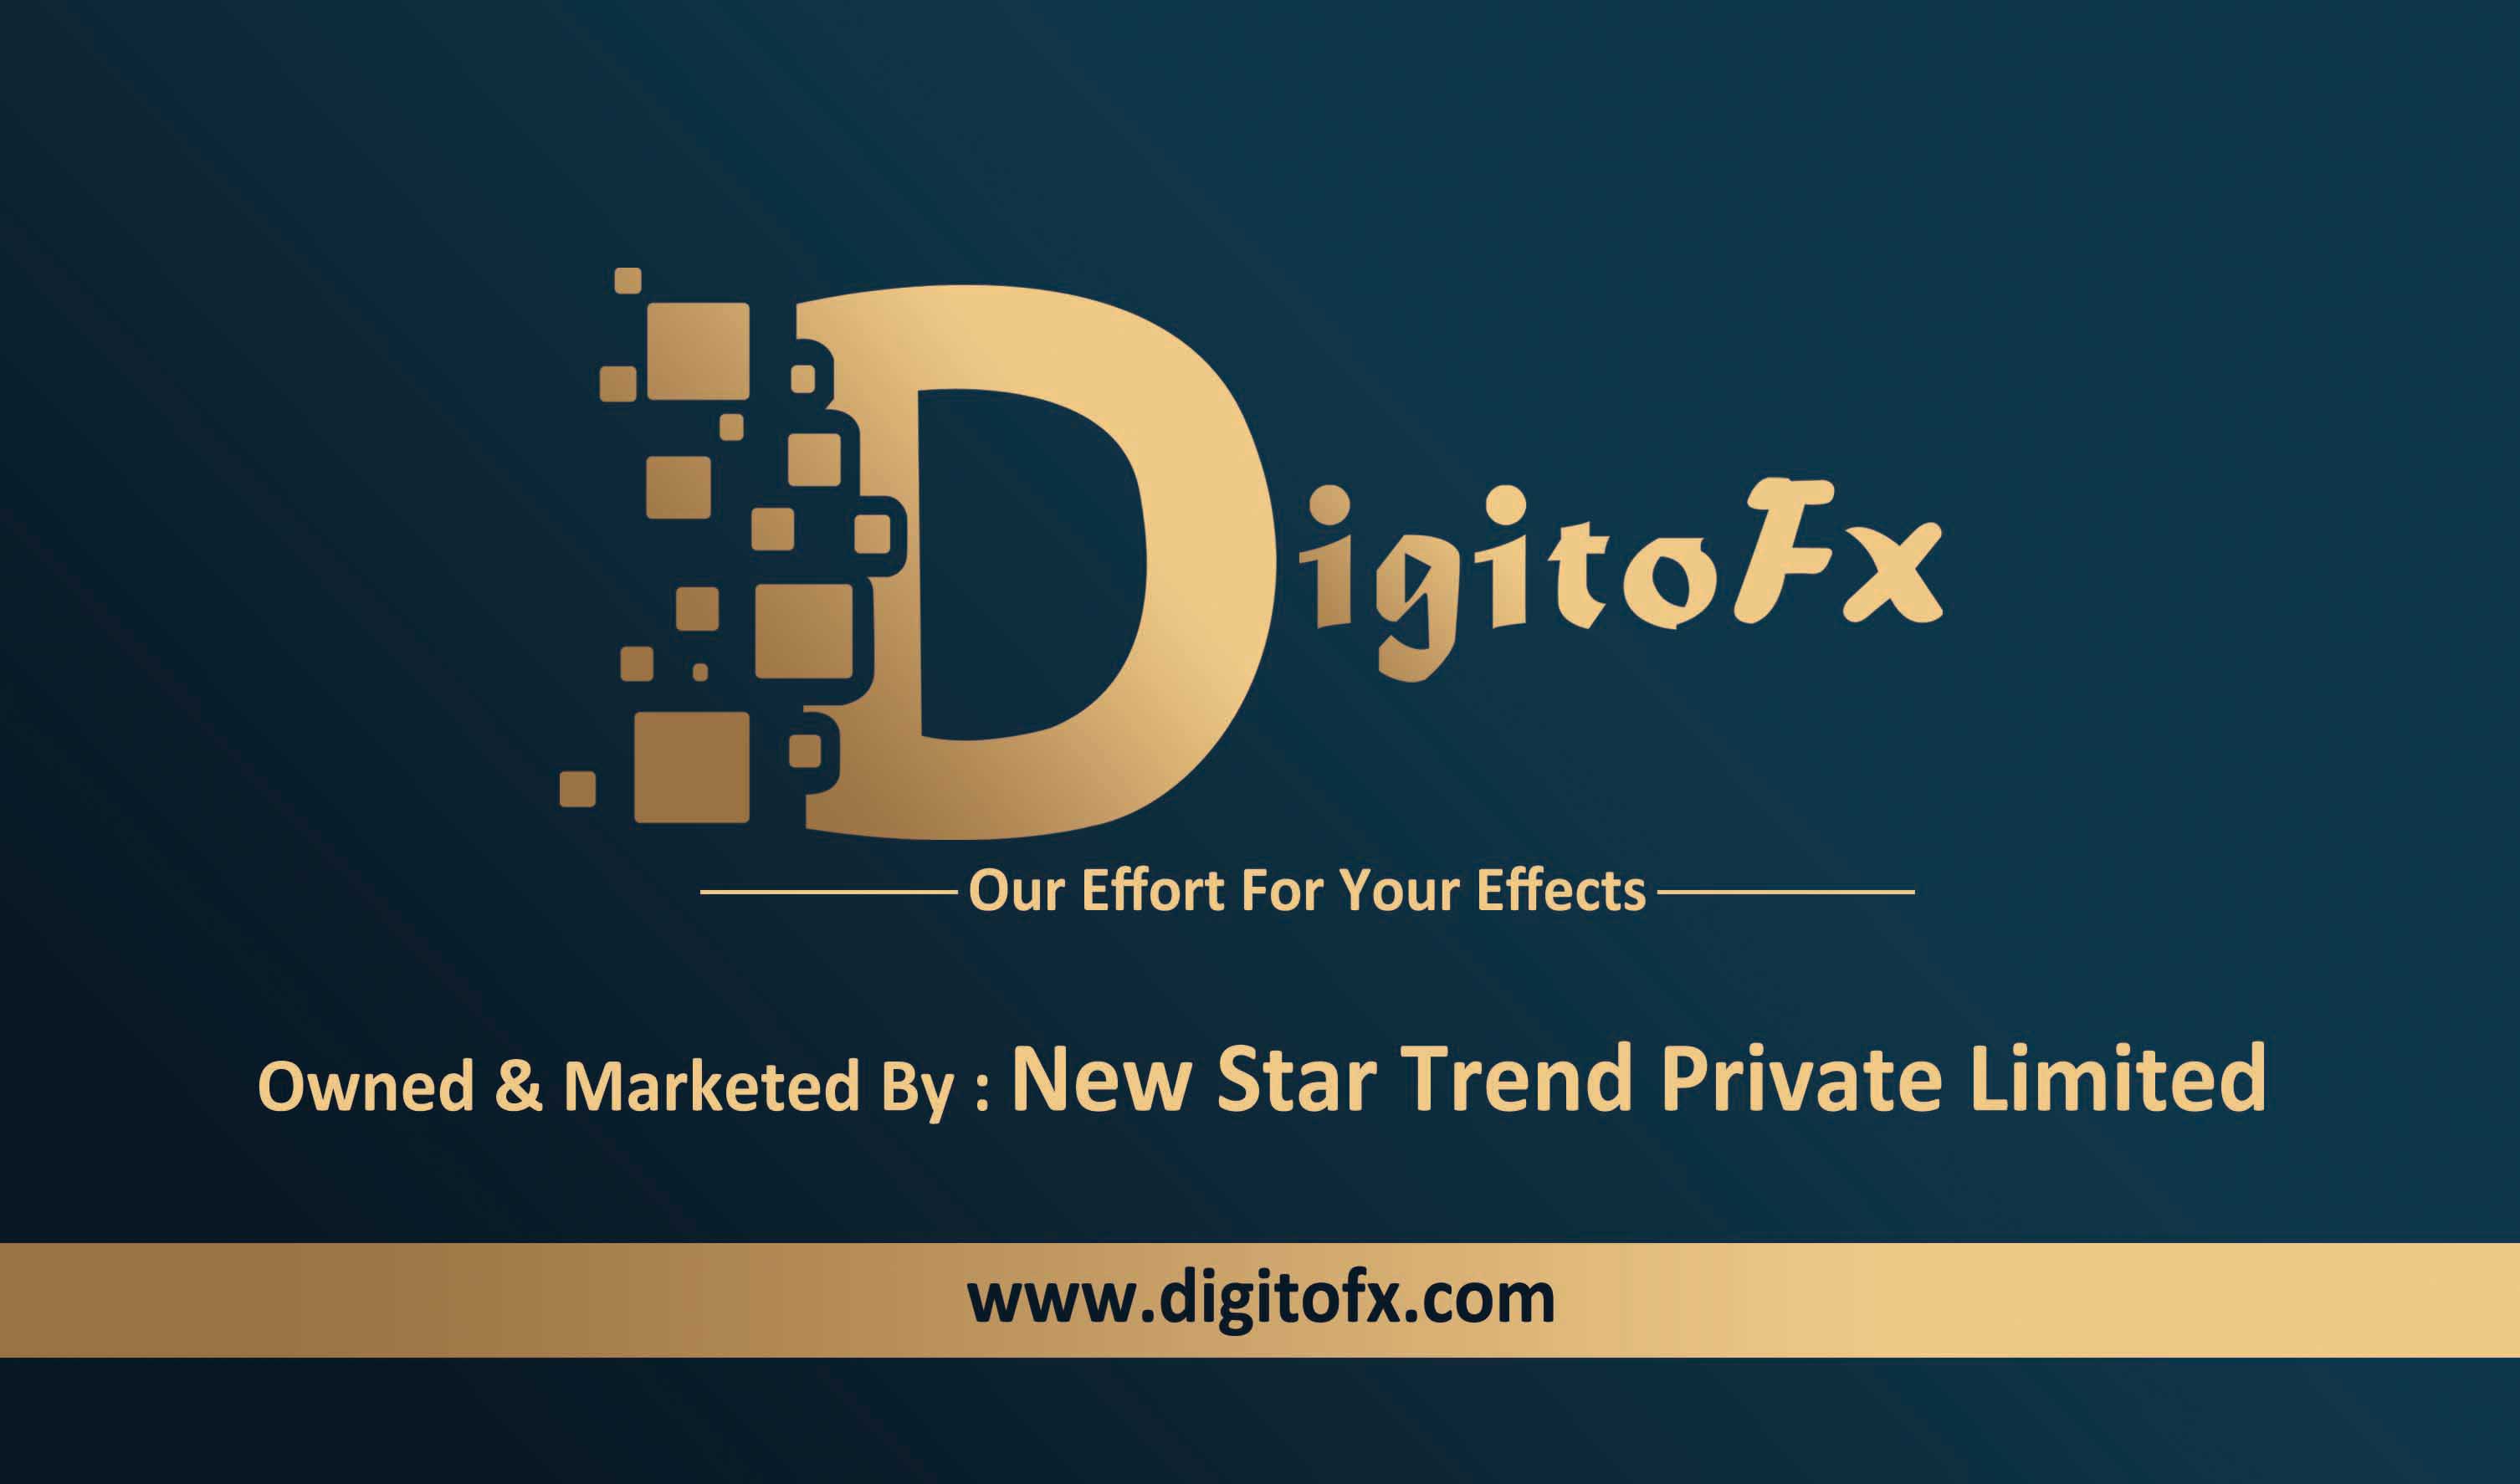 DigitoFx
Our Effort For Your Effects
Owned & Marketed By : New Star Trend Private Limited
www.digitofx.com